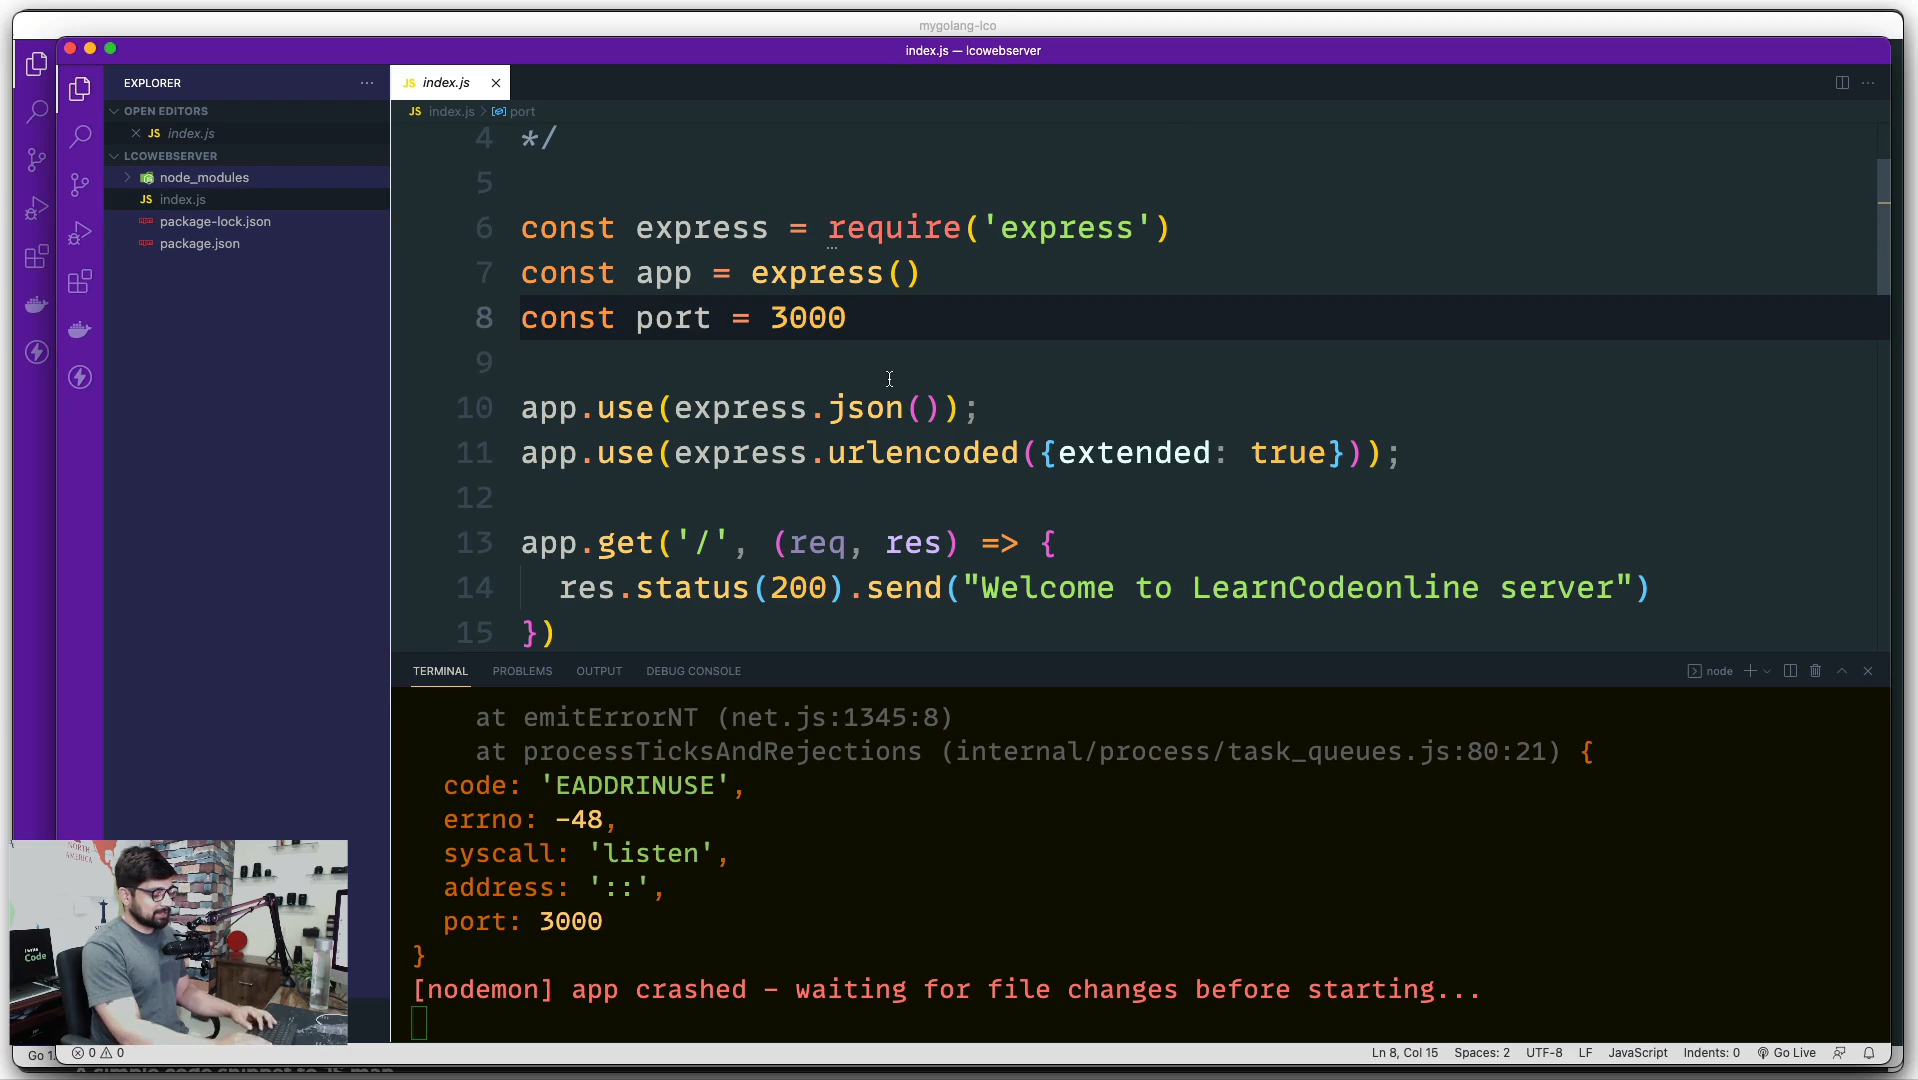 mygolang-lco
index.js — lcowebserver
EXPLORER
OPEN EDITORS
JS index.js
LCOWEBSERVER
node_modules
JS index.js
package-lock.json
package.json
JS index.js
JS index.js > port
4 */
5
6 const express = require('express')
7 const app = express()
8 const port = 3000
9
10 app.use(express.json());
11 app.use(express.urlencoded({extended: true}));
12
13 app.get('/', (req, res) => {
14 res.status(200).send("Welcome to LearnCodeonline server")
15 })
TERMINAL PROBLEMS OUTPUT DEBUG CONSOLE node
at emitErrorNT (net.js:1345:8)
at processTicksAndRejections (internal/process/task_queues.js:80:21) {
code: 'EADDRINUSE',
errno: -48,
syscall: 'listen',
address: '::',
port: 3000
}
[nodemon] app crashed - waiting for file changes before starting...
NORTH
AMERICA
Code
Go 1.
0 0 Ln 8, Col 15 Spaces: 2 UTF-8 LF JavaScript Indents: 0 Go Live